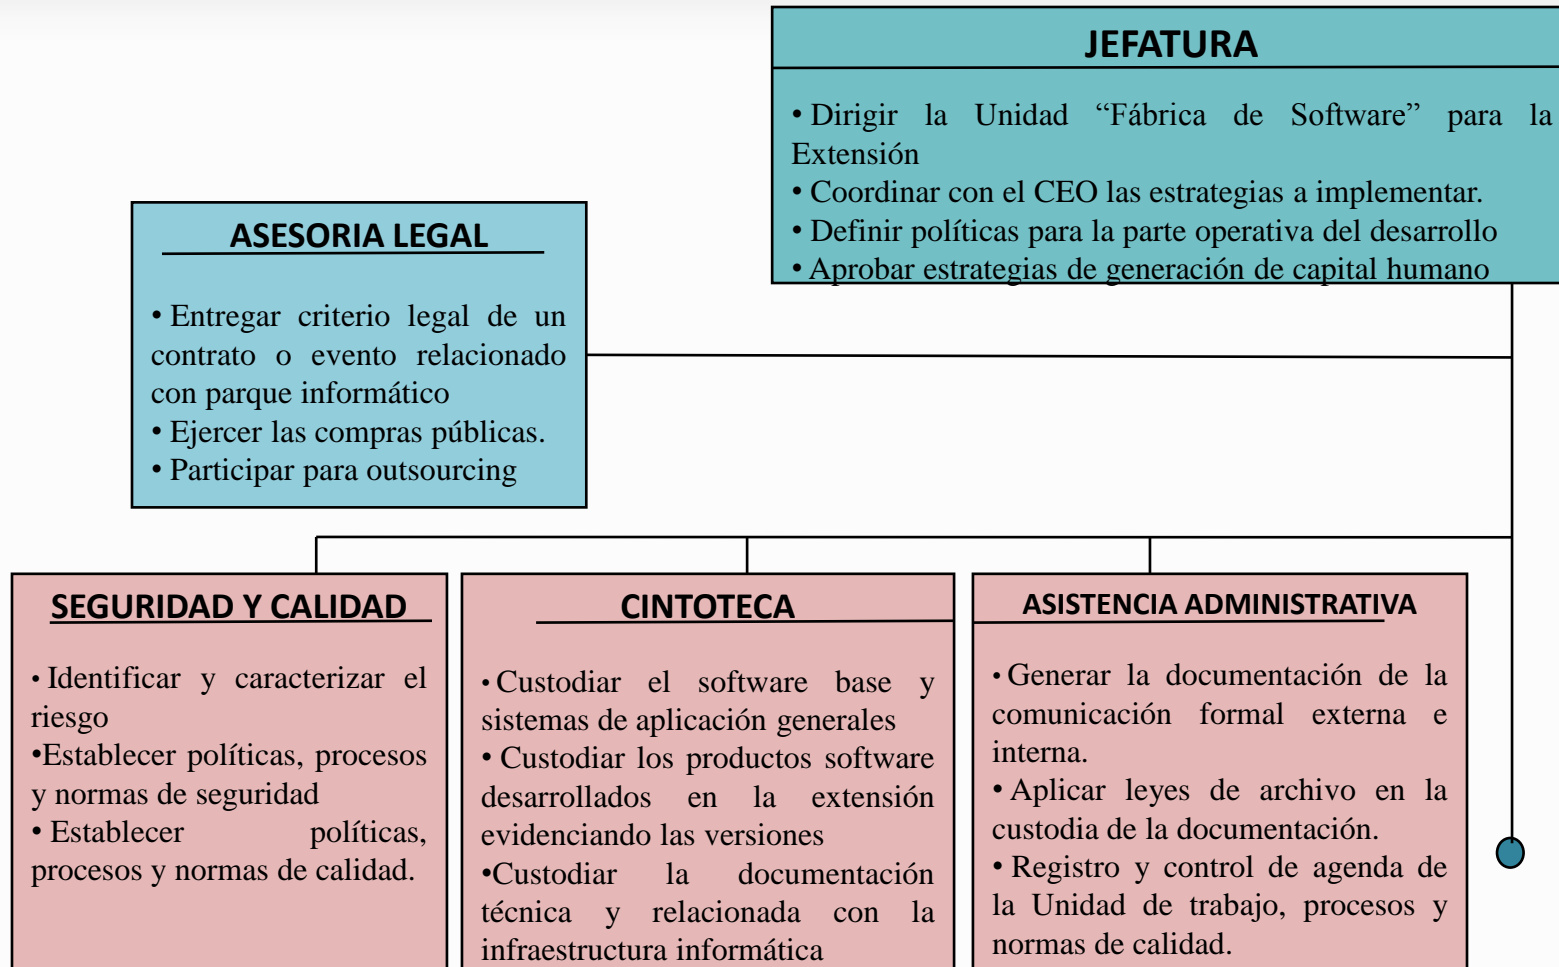 JEFATURA
• Dirigir la Unidad “Fábrica de Software” para la
Extensión
• Coordinar con el CEO las estrategias a implementar.
• Definir políticas para la parte operativa del desarrollo
• Aprobar estrategias de generación de capital humano
ASESORIA LEGAL
• Entregar criterio legal de un
contrato o evento relacionado
con parque informático
• Ejercer las compras públicas.
• Participar para outsourcing
SEGURIDAD Y CALIDAD
• Identificar y caracterizar el
riesgo
•Establecer políticas, procesos
y normas de seguridad
• Establecer políticas,
procesos y normas de calidad.
CINTOTECA
• Custodiar el software base y
sistemas de aplicación generales
• Custodiar los productos software
desarrollados en la extensión
evidenciando las versiones
•Custodiar la documentación
técnica y relacionada con la
infraestructura informática
ASISTENCIA ADMINISTRATIVA
• Generar la documentación de la
comunicación formal externa e
interna.
• Aplicar leyes de archivo en la
custodia de la documentación.
• Registro y control de agenda de
la Unidad de trabajo, procesos y
normas de calidad.